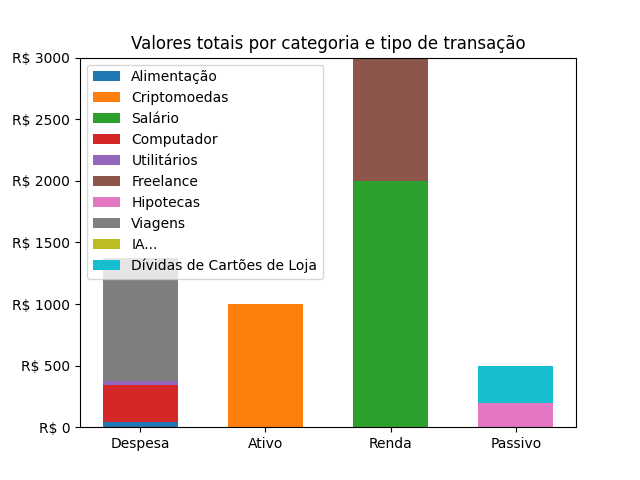 Valores totais por categoria e tipo de transação
R$ 3000
R$ 2500
R$ 2000
R$ 1500
R$ 1000
R$ 500
R$ 0
Alimentação
Criptomoedas
Salário
Computador
Utilitários
Freelance
Hipotecas
Viagens
IA...
Dívidas de Cartões de Loja
Despesa
Ativo
Renda
Passivo